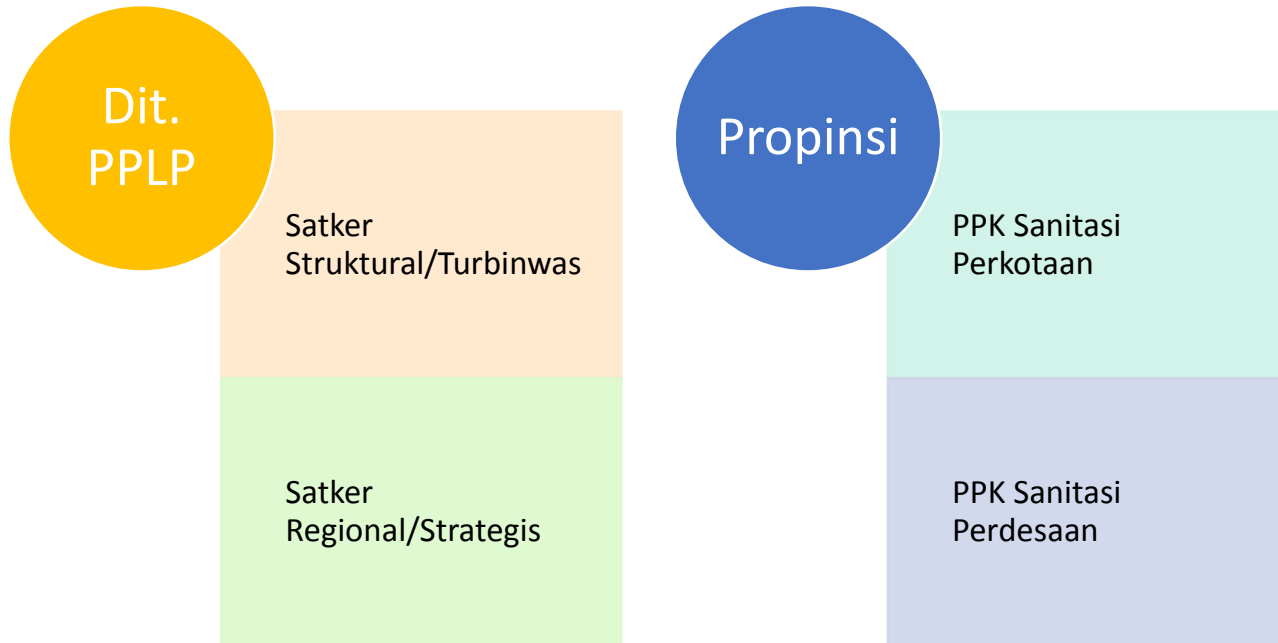 Dit.
PPLP
Satker
Struktural/Turbinwas
Satker
Regional/Strategis
Propinsi
PPK Sanitasi
Perkotaan
PPK Sanitasi
Perdesaan